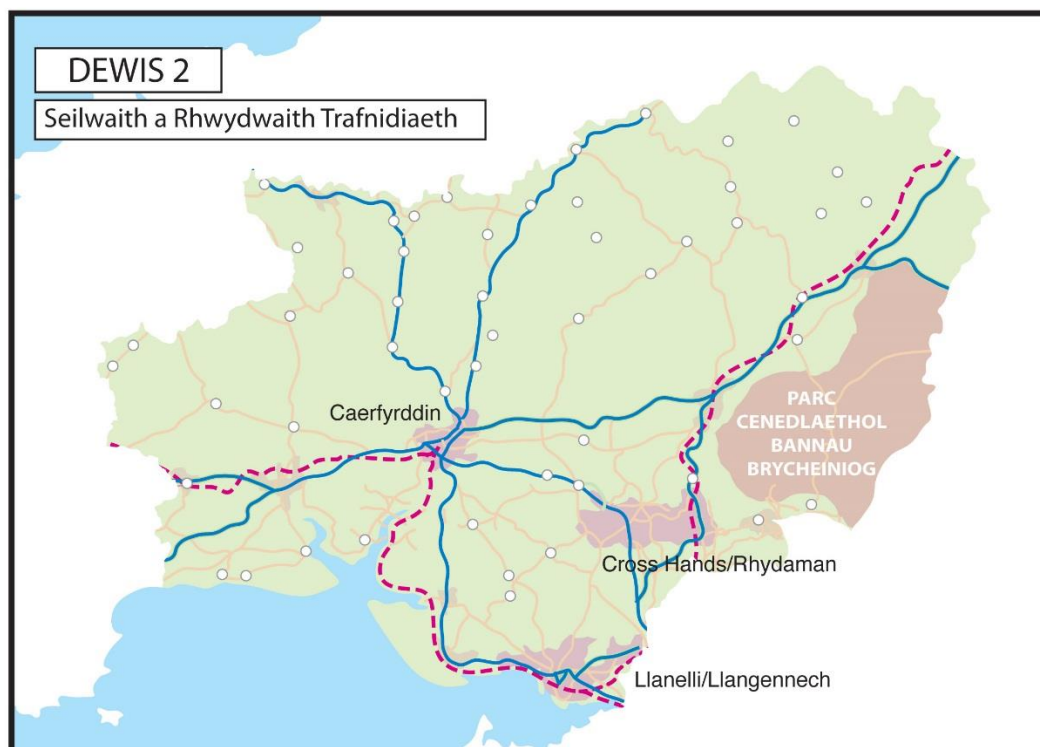 DEWIS 2
Seilwaith a Rhwydwaith Trafnidiaeth
Caerfyrddin
PARC
CENEDLAETHOL
BANNAU
BRYCHEINIOG
Cross Hands/Rhydaman
Llanelli/Llangennech